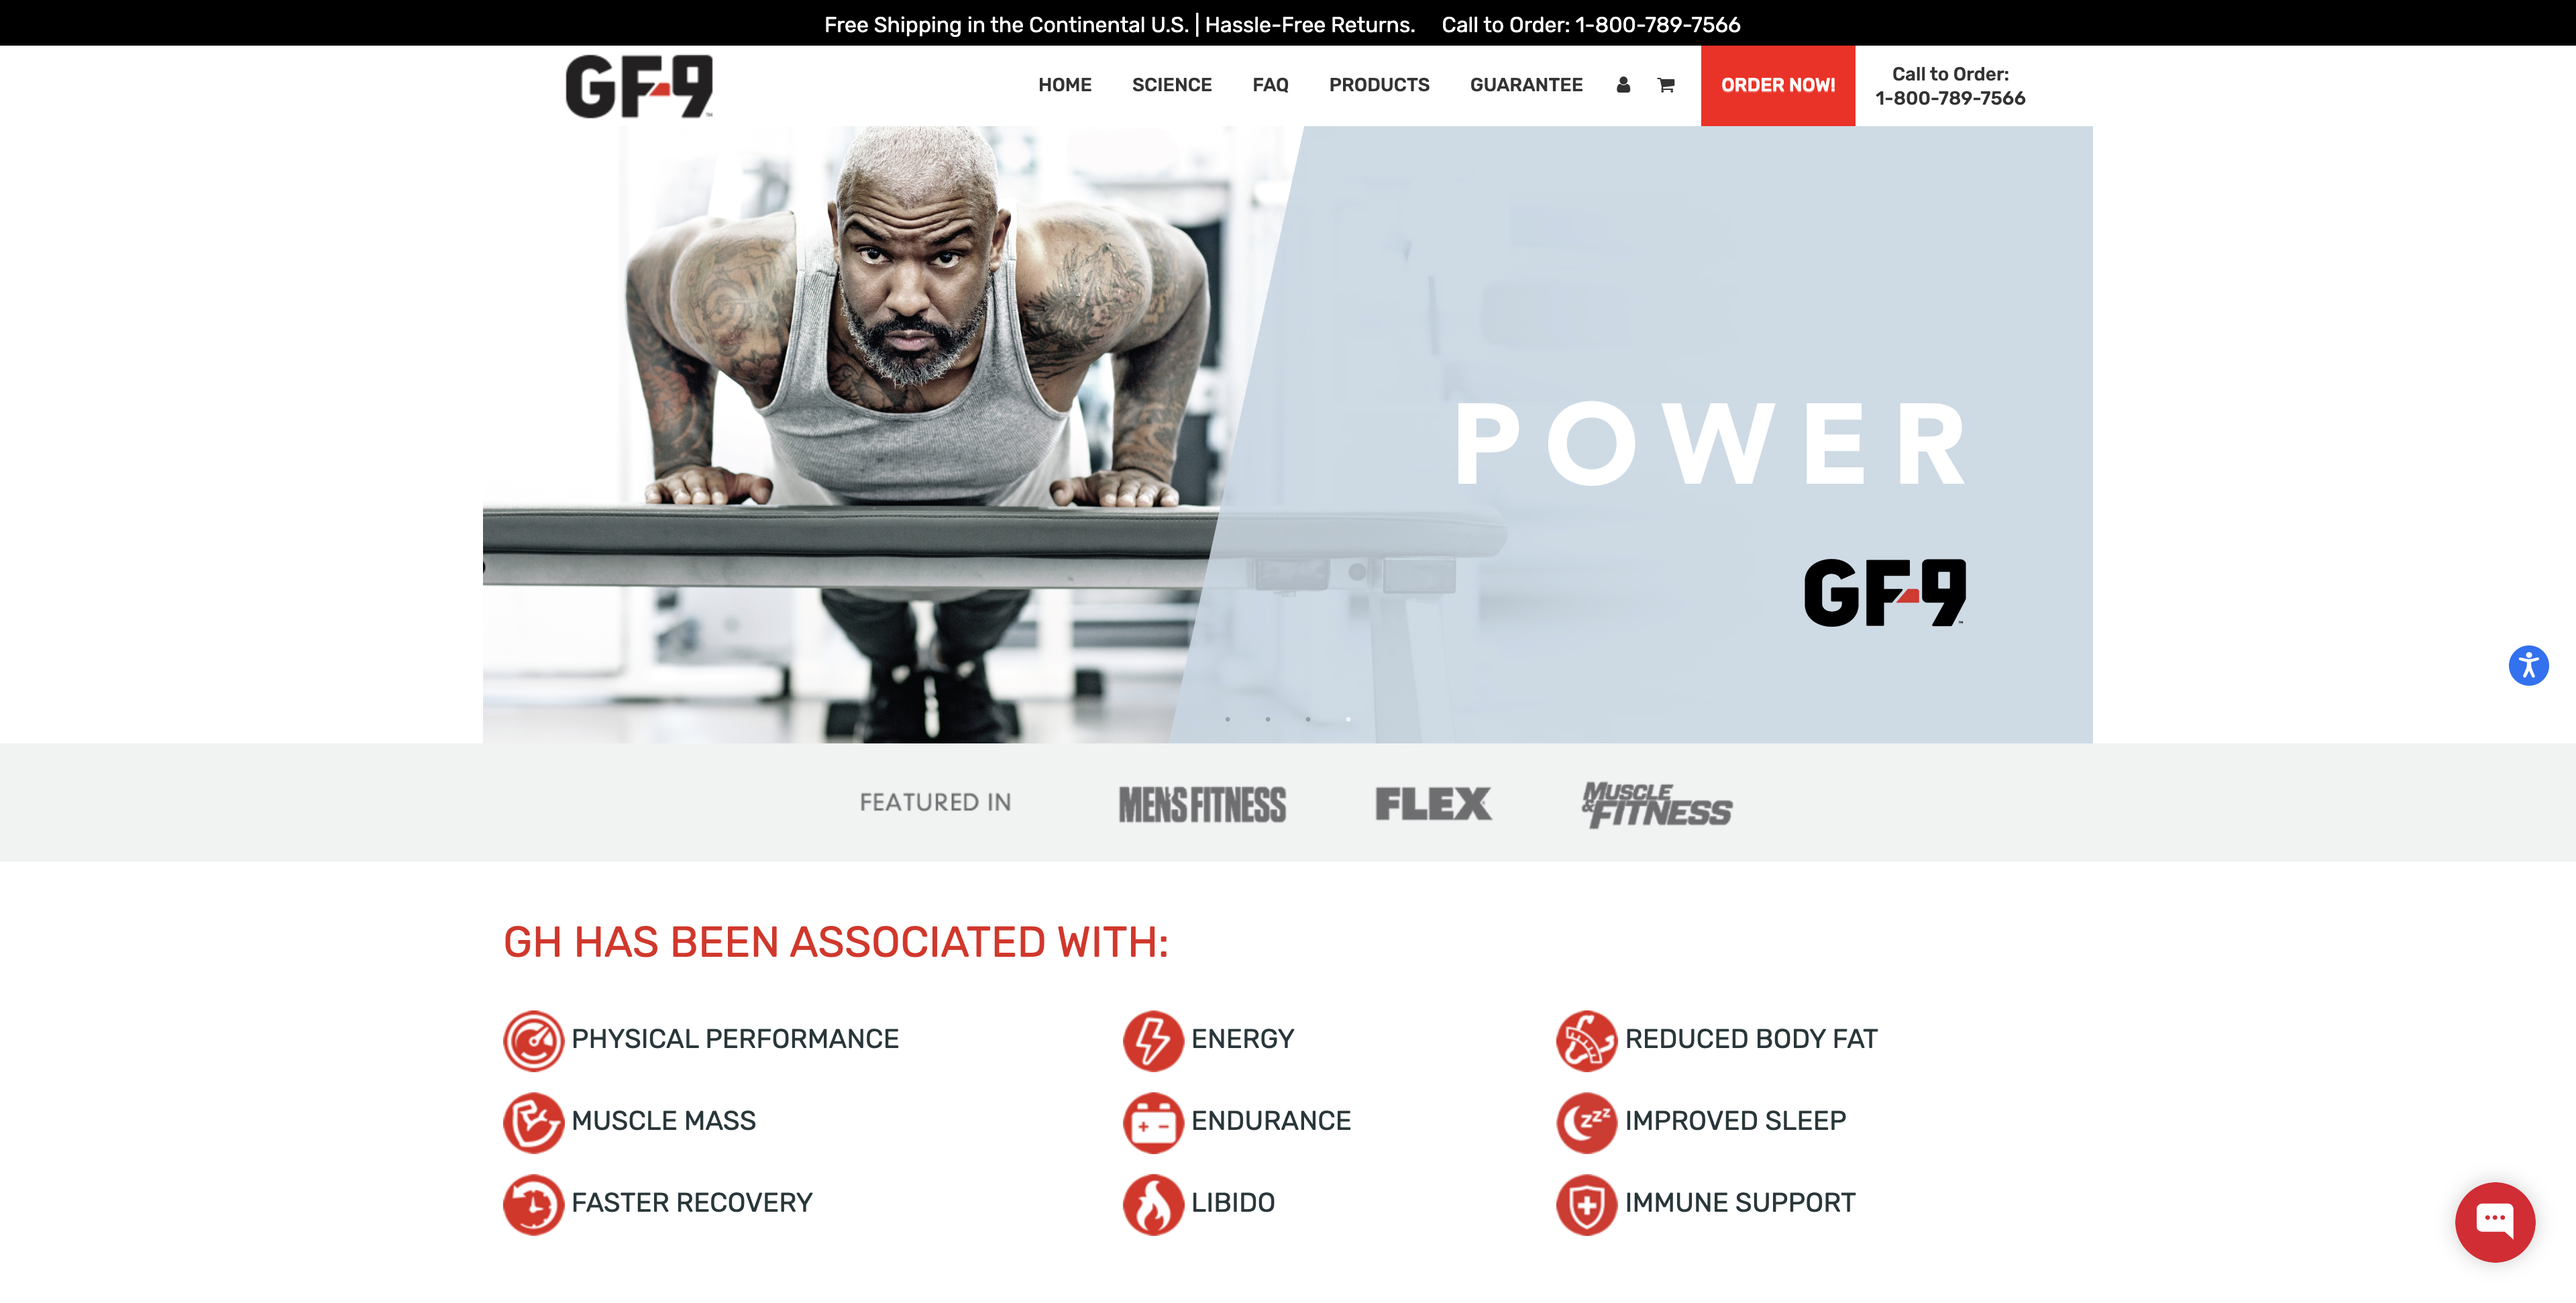 Free Shipping in the Continental U.S. | Hassle-Free Returns. Call to Order: 1-800-789-7566
GF-9
™
HOME SCIENCE FAQ PRODUCTS GUARANTEE ORDER NOW! Call to Order:
1-800-789-7566
POWER
GF-9
™
FEATURED IN MEN'S FITNESS FLEX MUSCLE & FITNESS
GH HAS BEEN ASSOCIATED WITH:
PHYSICAL PERFORMANCE ENERGY REDUCED BODY FAT
MUSCLE MASS ENDURANCE IMPROVED SLEEP
FASTER RECOVERY LIBIDO IMMUNE SUPPORT